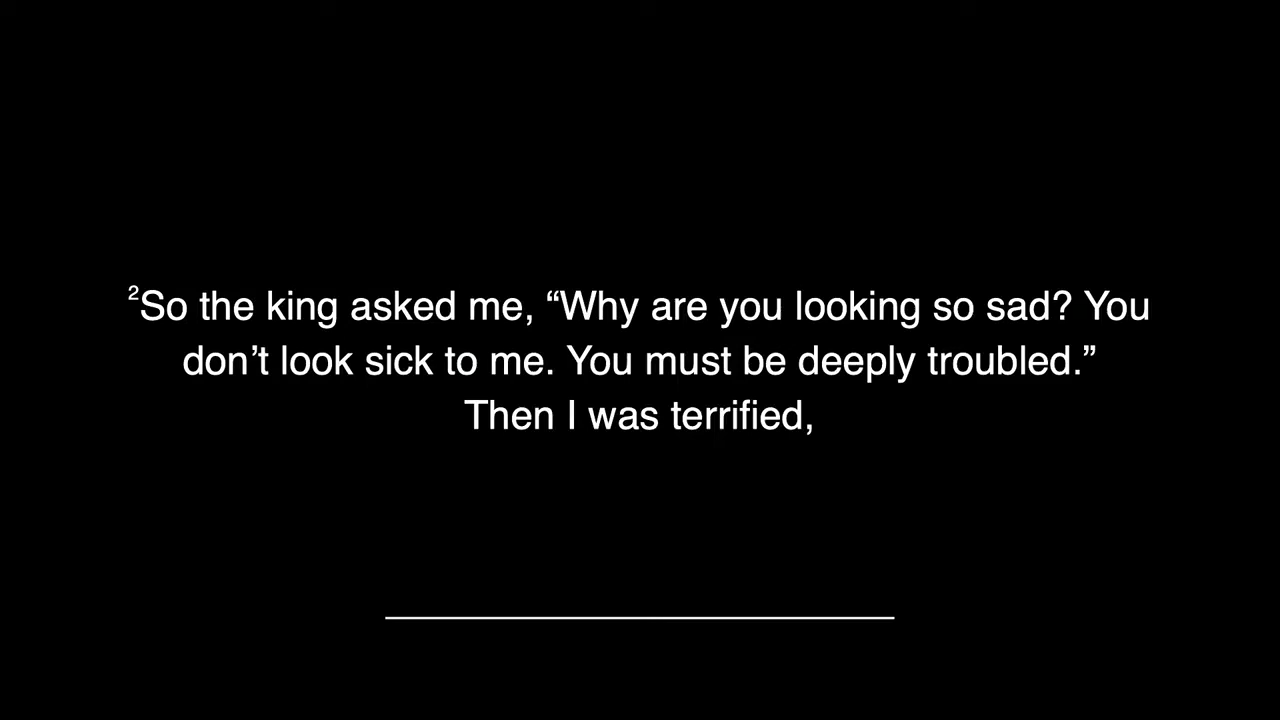 ²So the king asked me, “Why are you looking so sad? You
don’t look sick to me. You must be deeply troubled.”
Then I was terrified,